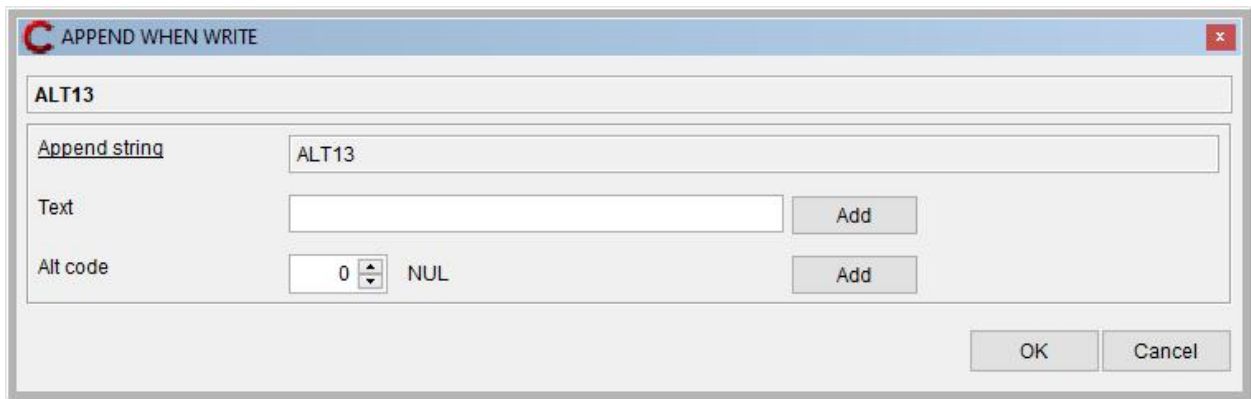 APPEND WHEN WRITE x
ALT13
Append string ALT13
Text Add
Alt code 0 NUL Add
OK Cancel